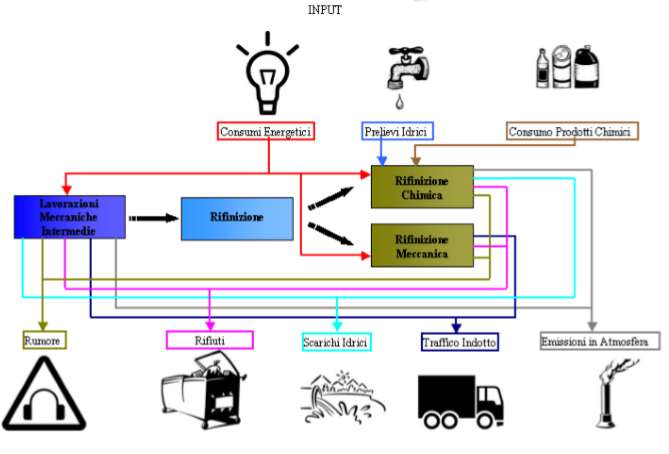 INPUT
Consumi Energetici
Prelievi Idrici
Consumo Prodotti Chimici
Lavorazioni
Meccaniche
Intermedie
Rifinizione
Rifinizione
Chimica
Rifinizione
Meccanica
Rumore
Rifiuti
Scarichi Idrici
Traffico Indotto
Emissioni in Atmosfera